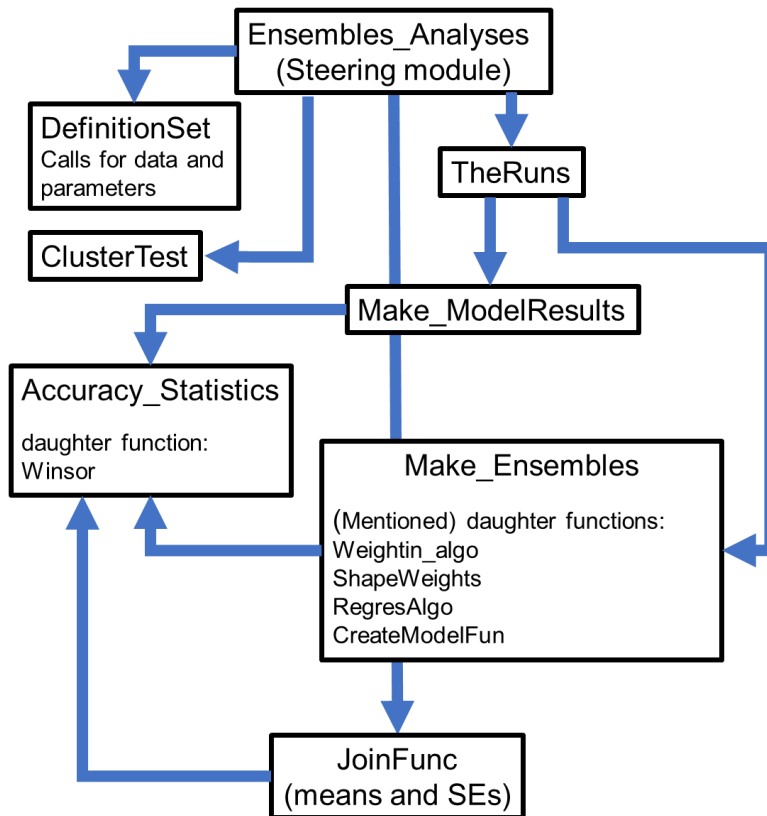 Ensembles_Analyses
(Steering module)
DefinitionSet
Calls for data and
parameters
TheRuns
ClusterTest
Make_ModelResults
Accuracy_Statistics
daughter function:
Winsor
Make_Ensembles
(Mentioned) daughter functions:
Weightin_algo
ShapeWeights
RegresAlgo
CreateModelFun
JoinFunc
(means and SEs)